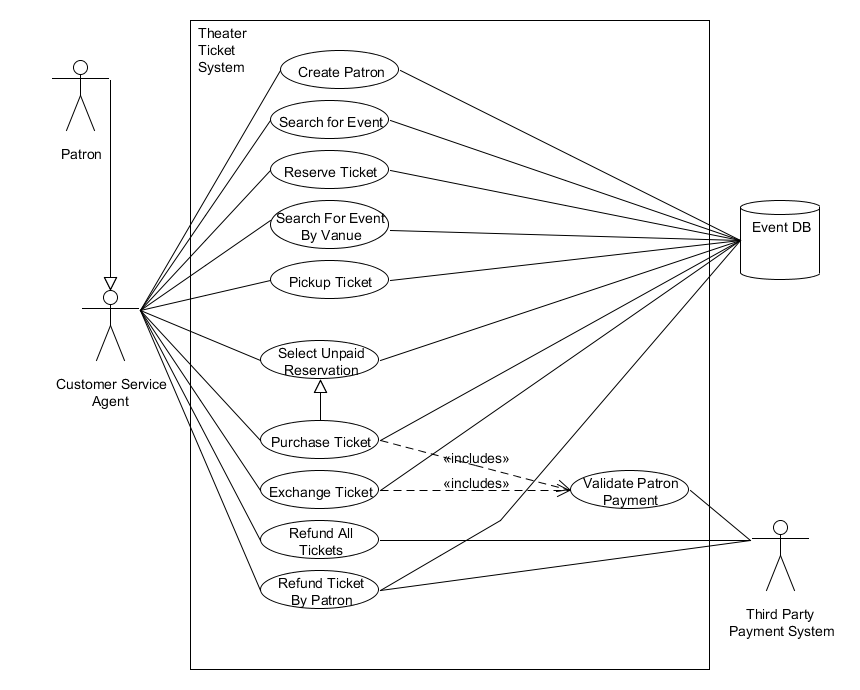 Theater
Ticket
System
Create Patron
Search for Event
Patron
Reserve Ticket
Search For Event
By Vanue
Event DB
Pickup Ticket
Select Unpaid
Reservation
Customer Service
Agent
Purchase Ticket
«includes»
Exchange Ticket
«includes»
Validate Patron
Payment
Refund All
Tickets
Refund Ticket
By Patron
Third Party
Payment System